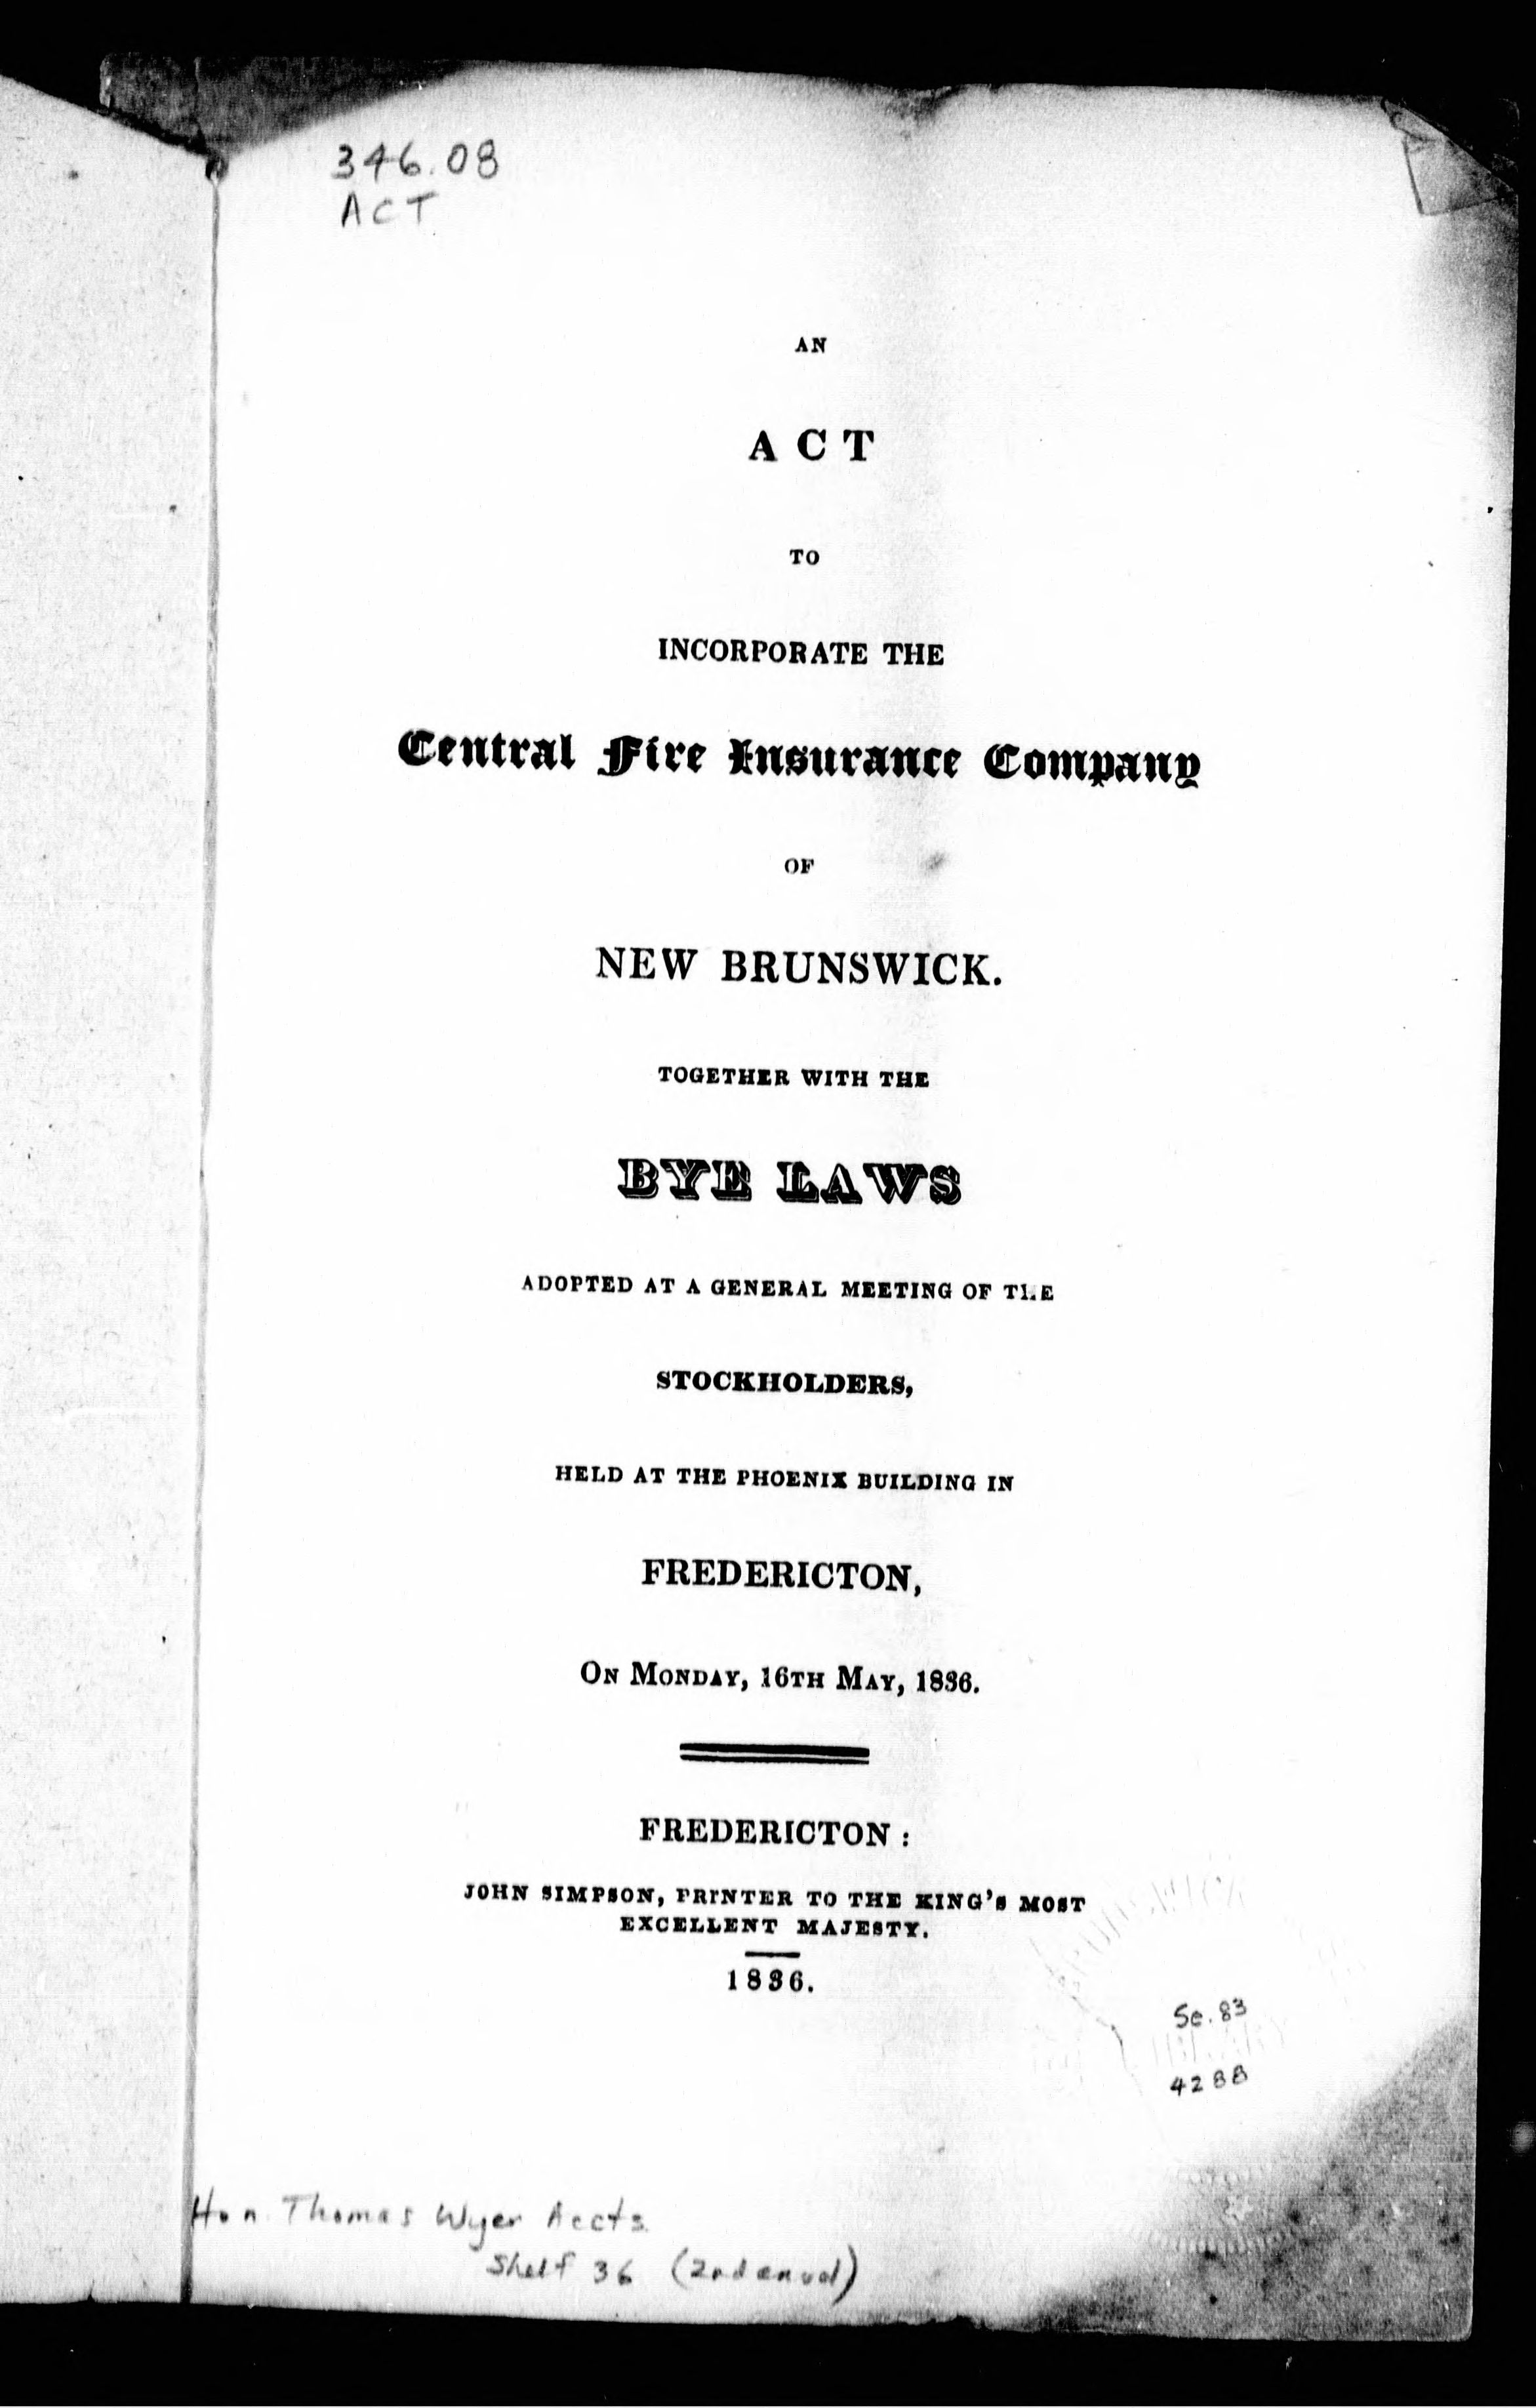 346.08
ACT
AN
ACT
TO
INCORPORATE THE
Central Fire Insurance Company
OF
NEW BRUNSWICK.
TOGETHER WITH THE
BYE LAWS
ADOPTED AT A GENERAL MEETING OF THE
STOCKHOLDERS,
HELD AT THE PHOENIX BUILDING IN
FREDERICTON,
ON MONDAY, 16TH MAY, 1836.
FREDERICTON:
JOHN SIMPSON, PRINTER TO THE KING'S MOST
EXCELLENT MAJESTY.
1836.
Se. 83
4288
Hon. Thomas Wyer Accts.
Shelf 36 (2nd